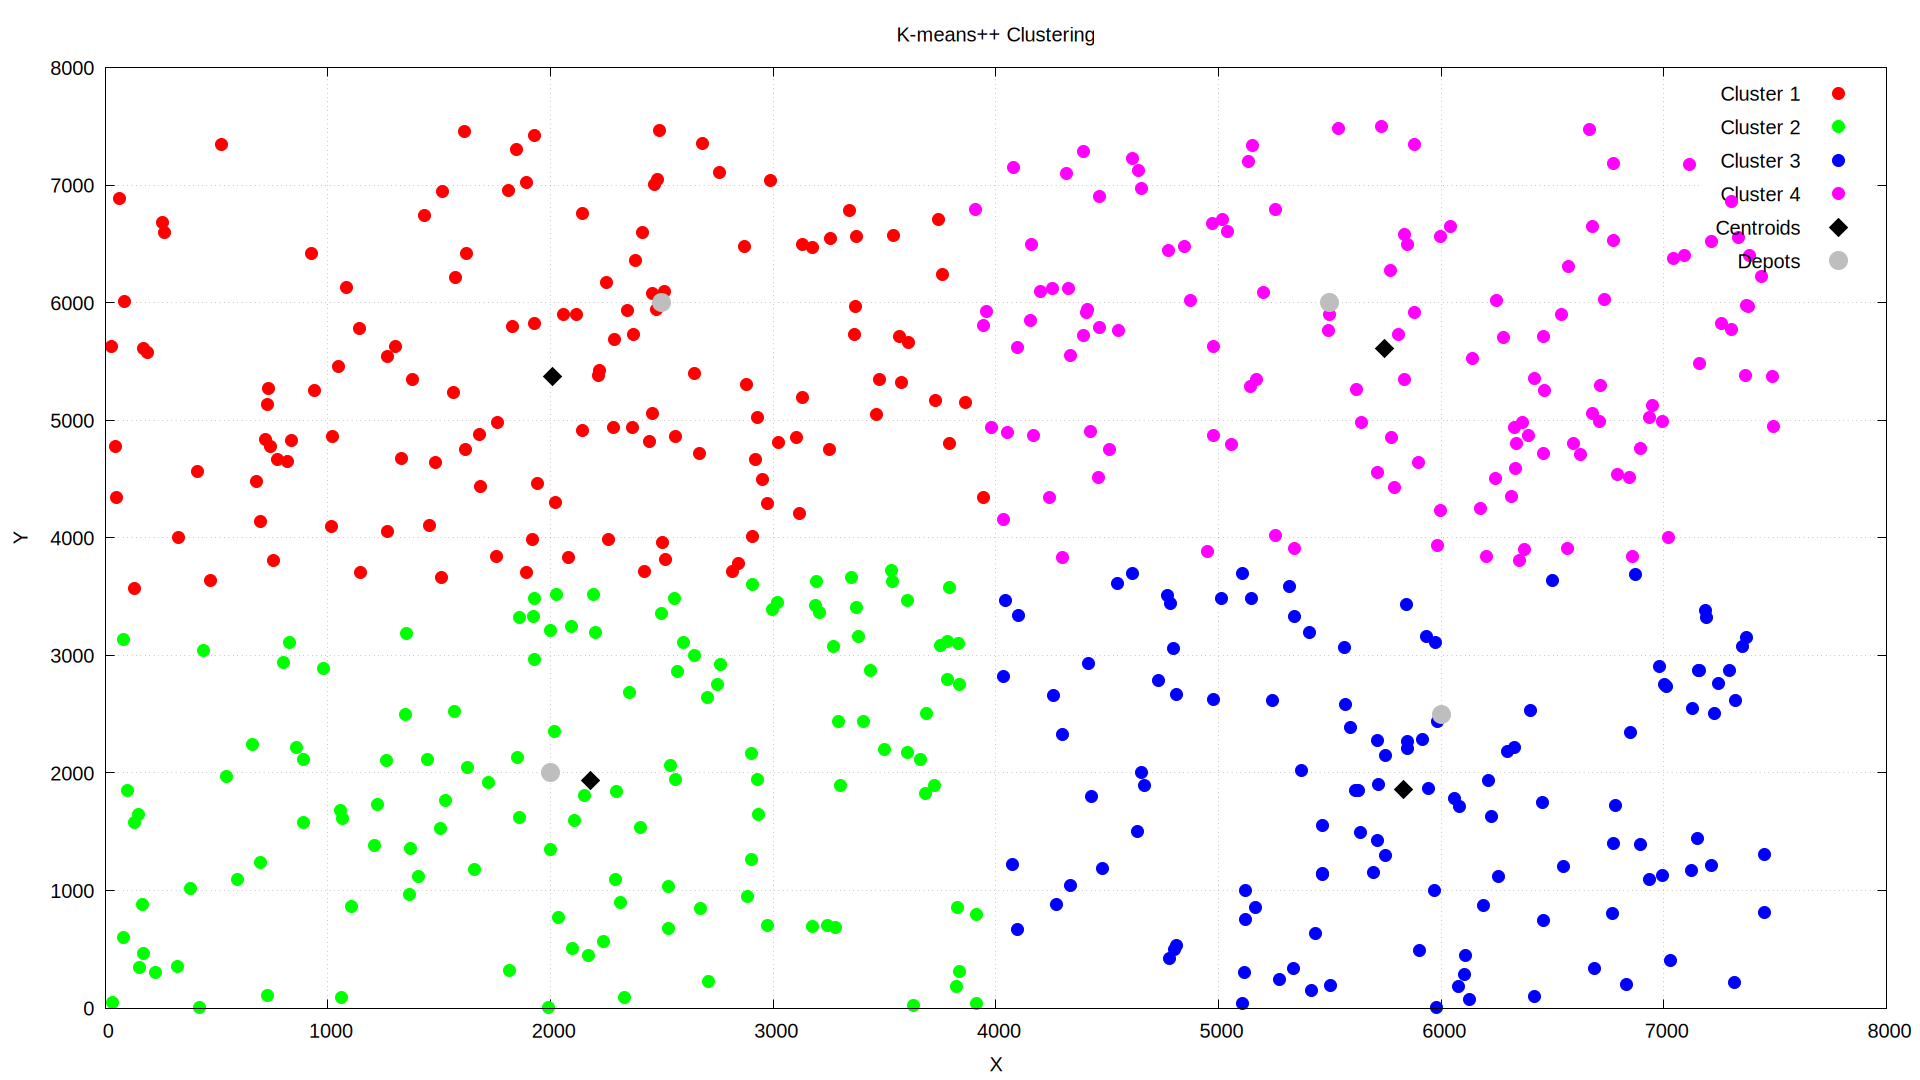 K-means++ Clustering
8000
7000
6000
5000
4000
3000
2000
1000
0
Y
Cluster 1
Cluster 2
Cluster 3
Cluster 4
Centroids
Depots
0 1000 2000 3000 4000 5000 6000 7000 8000
X